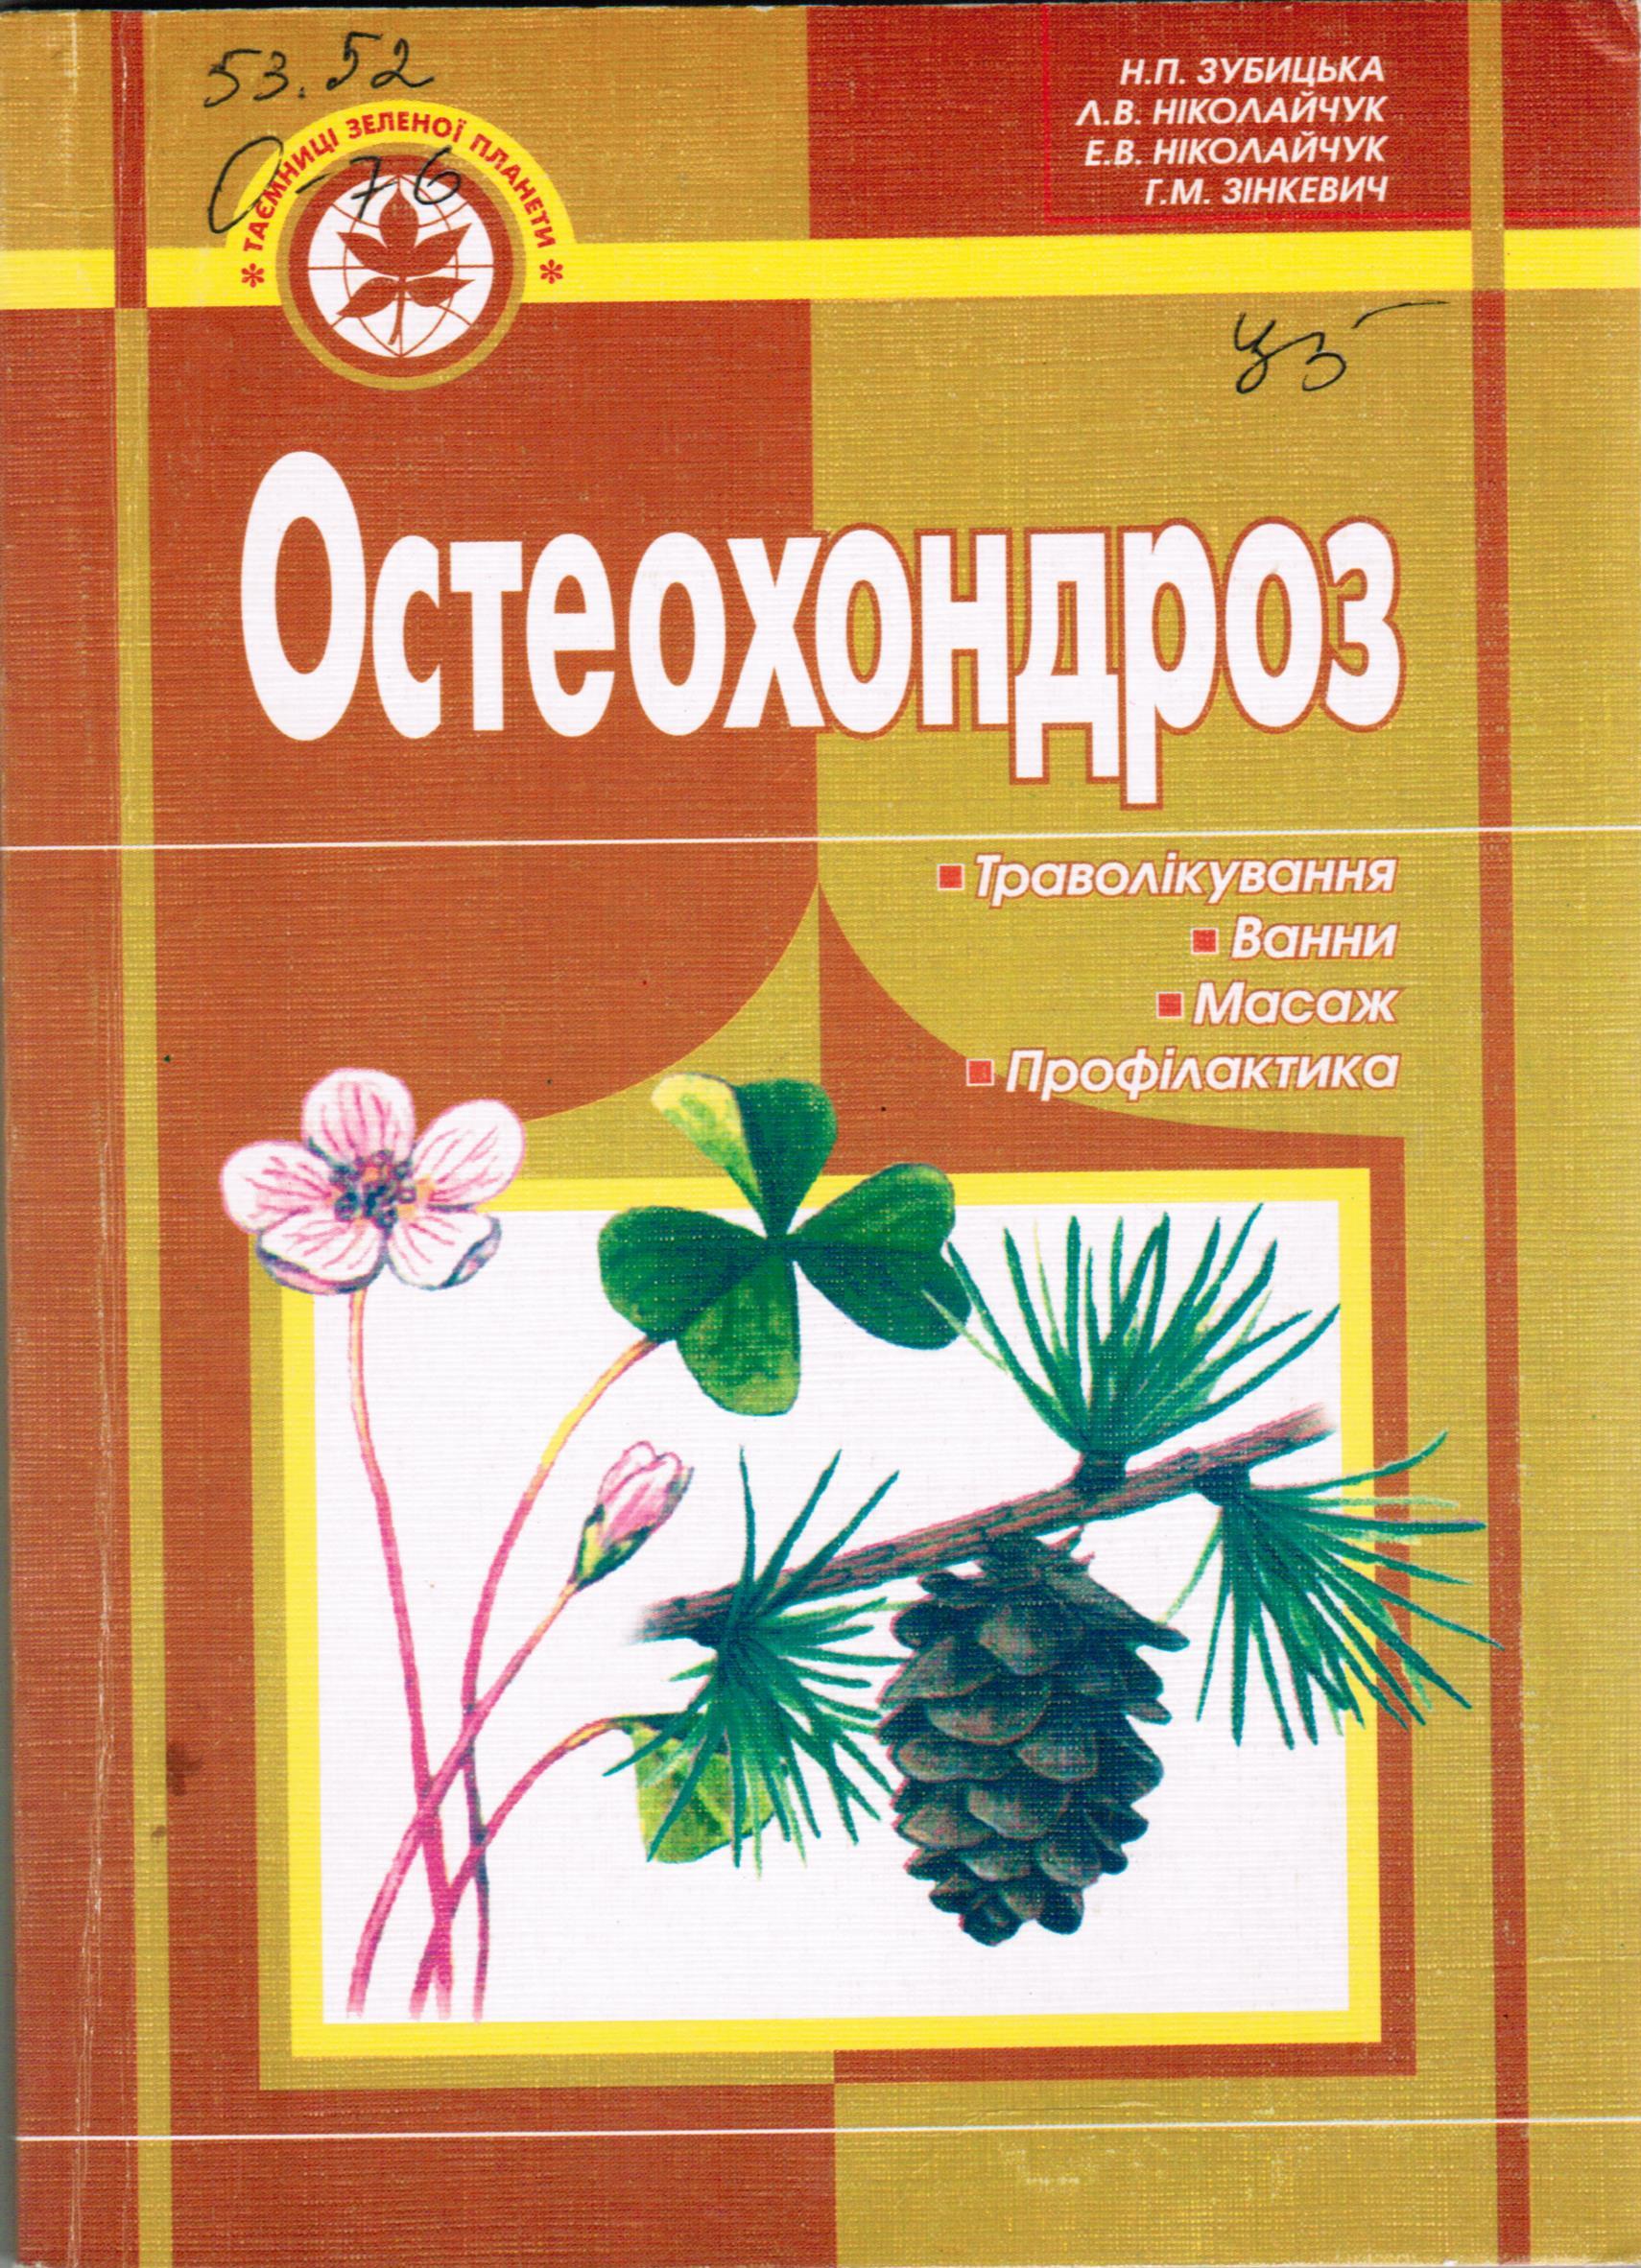 53.52
О-76
* ТАЄМНИЦІ ЗЕЛЕНОЇ ПЛАНЕТИ *
Н.П. ЗУБИЦЬКА
Л.В. НІКОЛАЙЧУК
Е.В. НІКОЛАЙЧУК
Г.М. ЗІНКЕВИЧ
Остеохондроз
Траволікування
Ванни
Масаж
Профілактика